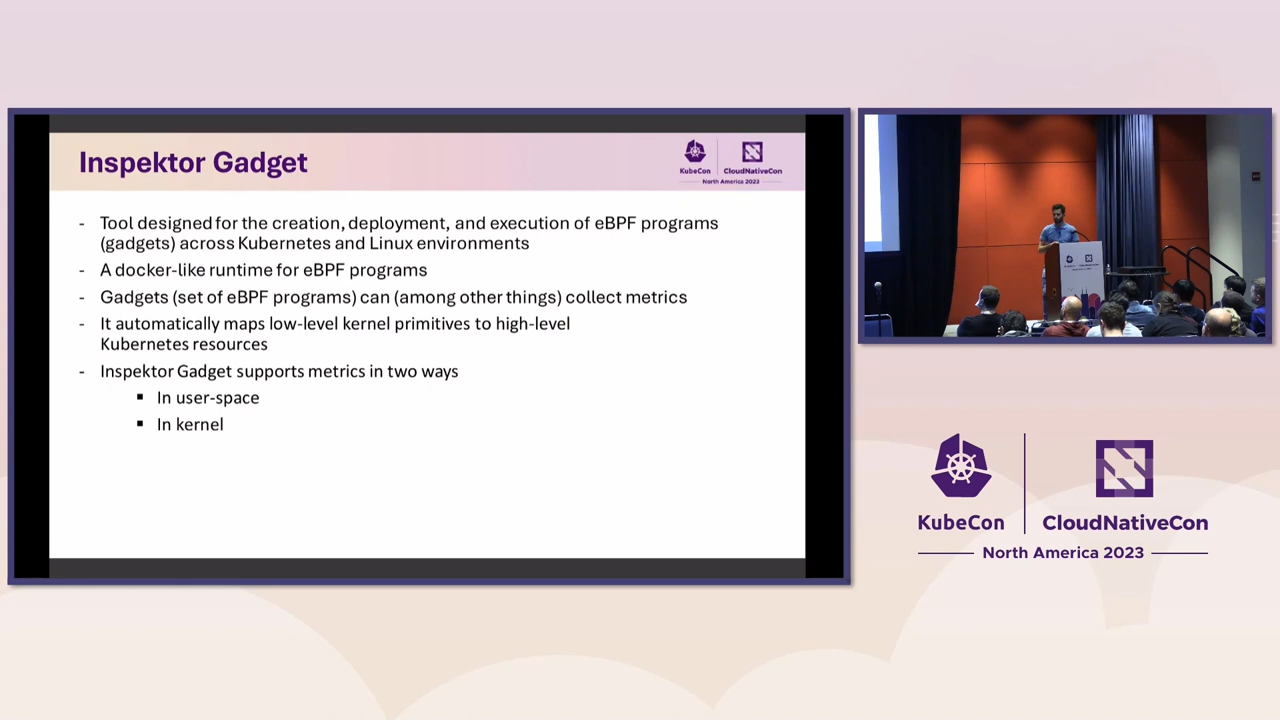 Inspektor Gadget
KubeCon
CloudNativeCon
North America 2023
- Tool designed for the creation, deployment, and execution of eBPF programs
(gadgets) across Kubernetes and Linux environments
- A docker-like runtime for eBPF programs
- Gadgets (set of eBPF programs) can (among other things) collect metrics
- It automatically maps low-level kernel primitives to high-level
Kubernetes resources
- Inspektor Gadget supports metrics in two ways
▪ In user-space
▪ In kernel
KubeCon
CloudNativeCon
North America 2023